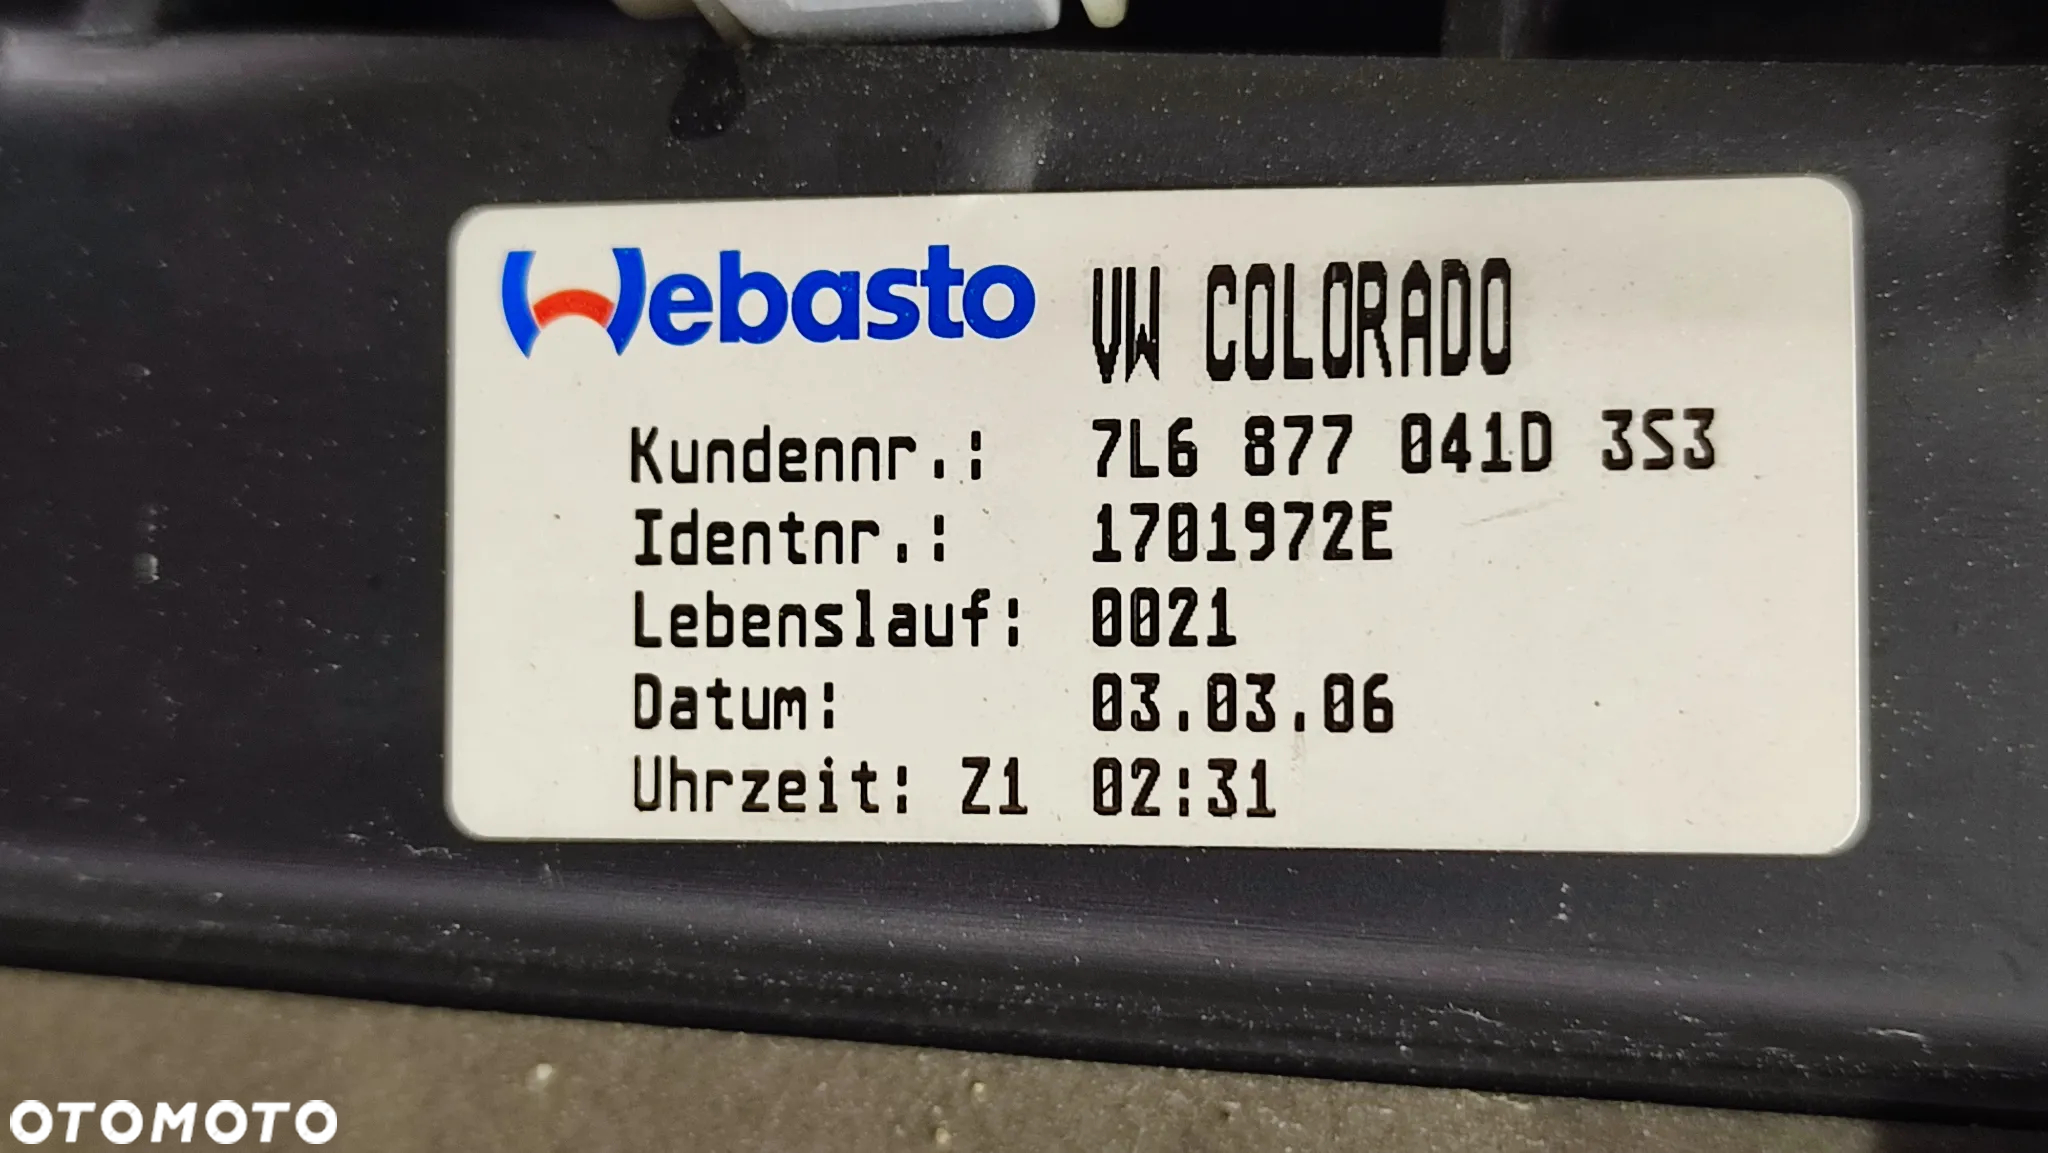 Webasto VW COLORADO
Kundennr.: 7L6 877 041D 3S3
Identnr.: 1701972E
Lebenslauf: 0021
Datum: 03.03.06
Uhrzeit: Z1 02:31
OTOMOTO